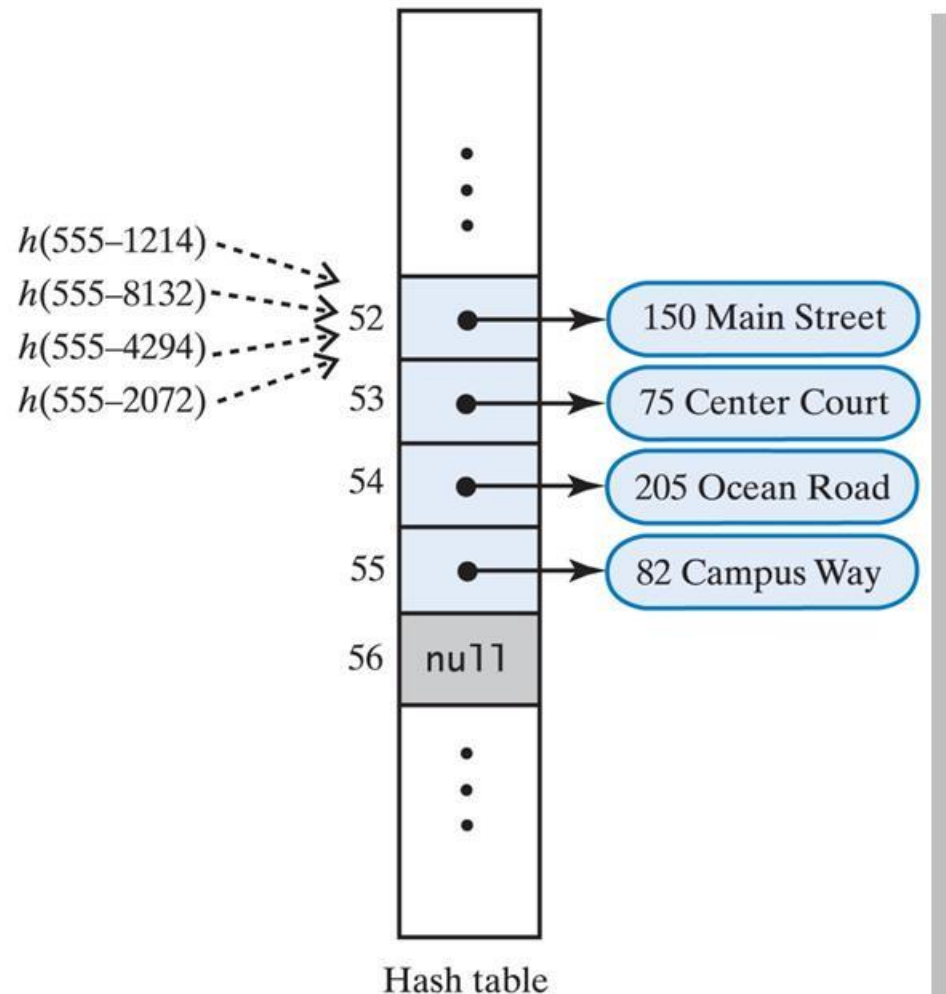 h(555–1214)
h(555–8132)
h(555–4294)
h(555–2072)
52
150 Main Street
53
75 Center Court
54
205 Ocean Road
55
82 Campus Way
56
null
Hash table